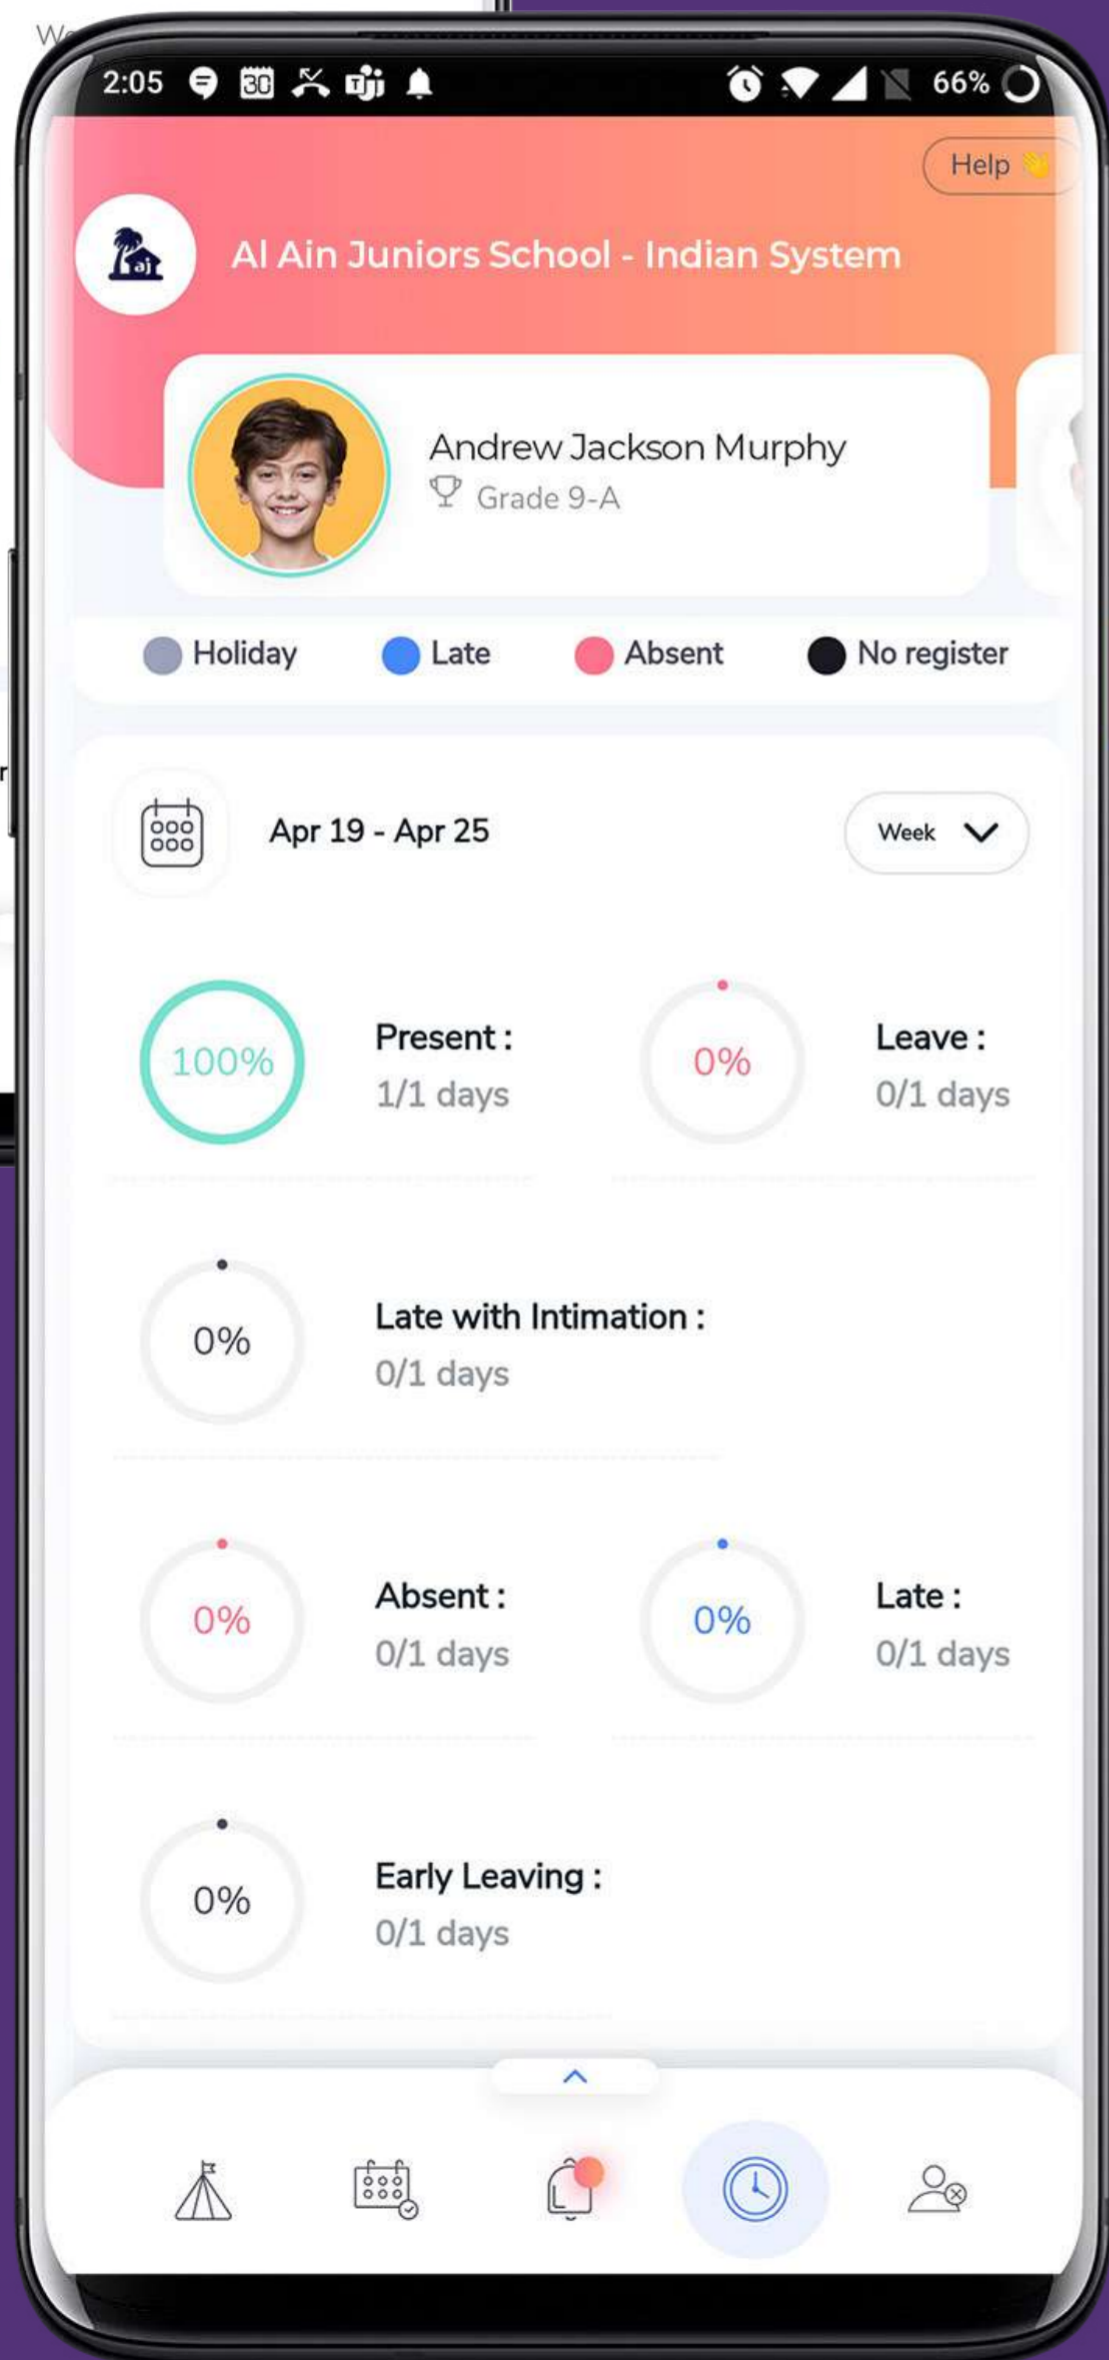 2:05 30 66%
Help
aj
Al Ain Juniors School - Indian System
Andrew Jackson Murphy
Grade 9-A
Holiday Late Absent No register
Apr 19 - Apr 25 Week
100% Present : 0% Leave :
1/1 days 0/1 days
0% Late with Intimation :
0/1 days
0% Absent : 0% Late :
0/1 days 0/1 days
0% Early Leaving :
0/1 days